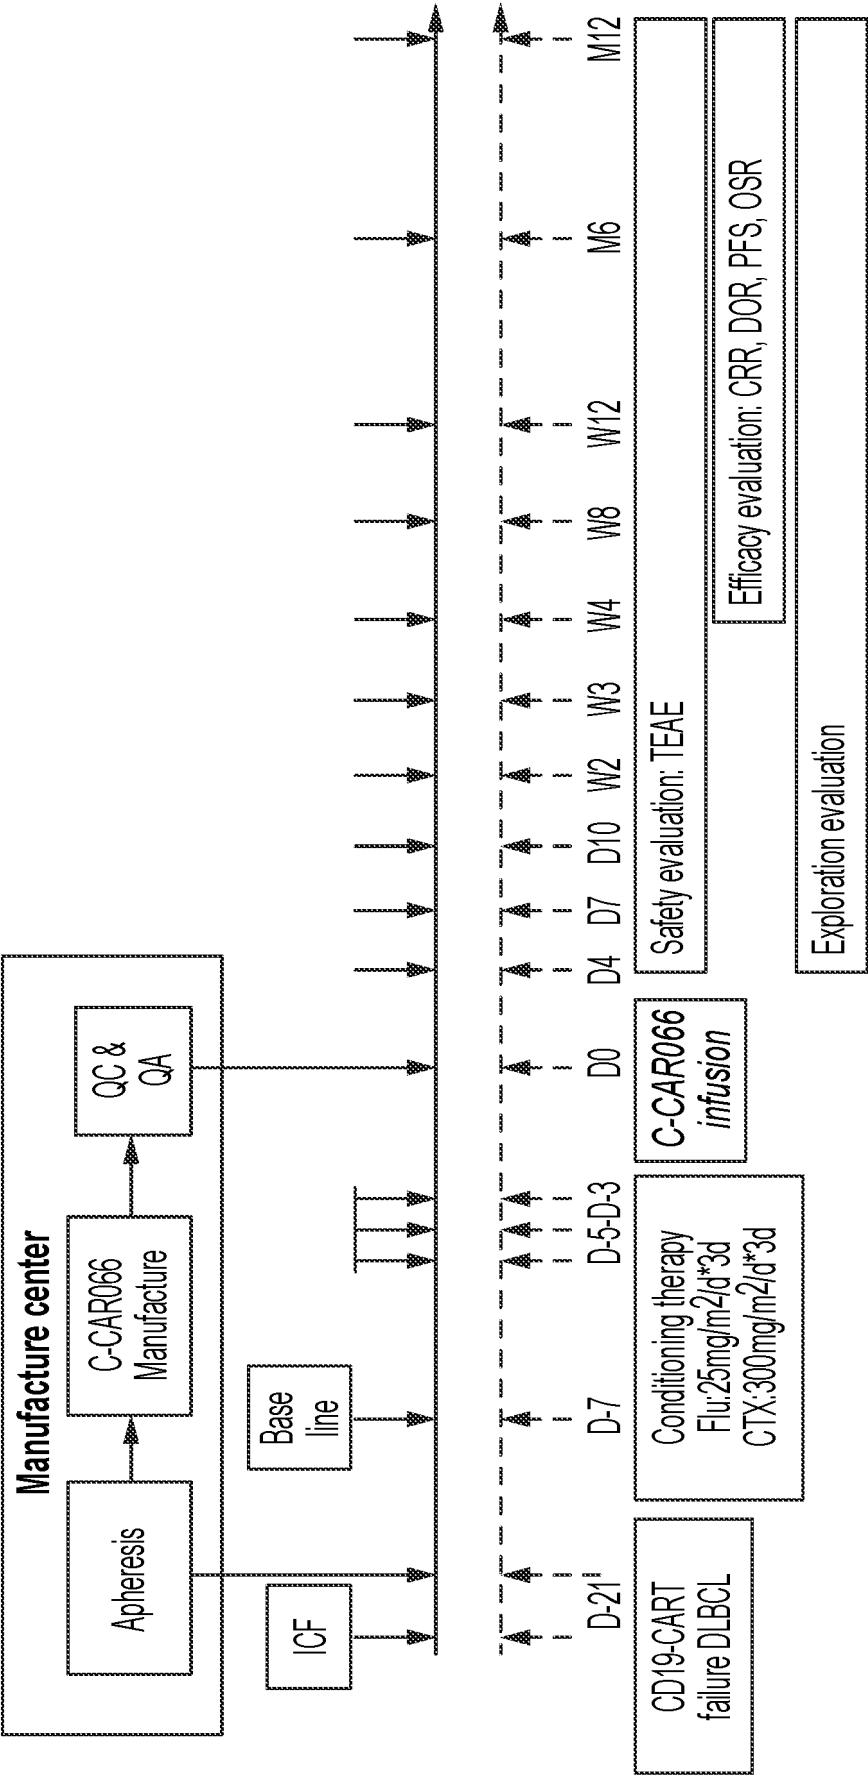 Manufacture center
Apheresis
C-CAR066
Manufacture
QC &
QA
ICF
Base
line
D-21
D-7
D-5-D-3
D0
D4
D7
D10
W2
W3
W4
W8
W12
M6
M12
CD19-CART
failure DLBCL
Conditioning therapy
Flu:25mg/m2/d*3d
CTX:300mg/m2/d*3d
C-CAR066
infusion
Safety evaluation: TEAE
Efficacy evaluation: CRR, DOR, PFS, OSR
Exploration evaluation